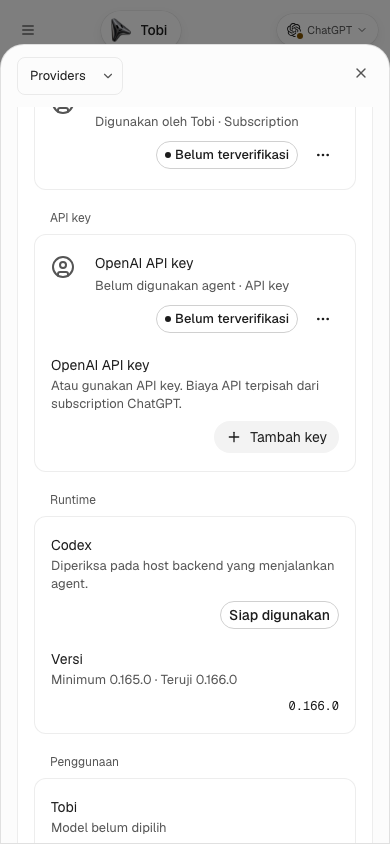 Tobi
ChatGPT
Providers
Digunakan oleh Tobi · Subscription
Belum terverifikasi
API key
OpenAI API key
Belum digunakan agent · API key
Belum terverifikasi
OpenAI API key
Atau gunakan API key. Biaya API terpisah dari
subscription ChatGPT.
Tambah key
Runtime
Codex
Diperiksa pada host backend yang menjalankan
agent.
Siap digunakan
Versi
Minimum 0.165.0 · Teruji 0.166.0
0.166.0
Penggunaan
Tobi
Model belum dipilih